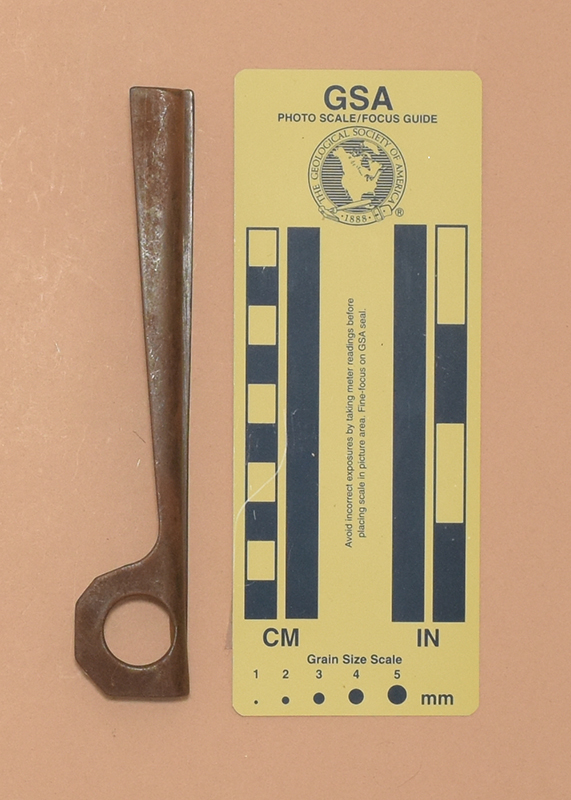 GSA
PHOTO SCALE/FOCUS GUIDE
THE GEOLOGICAL SOCIETY OF AMERICA
·1888·
®
Avoid incorrect exposures by taking meter readings before
placing scale in picture area. Fine-focus on GSA seal.
CM
IN
Grain Size Scale
1 2 3 4 5
mm